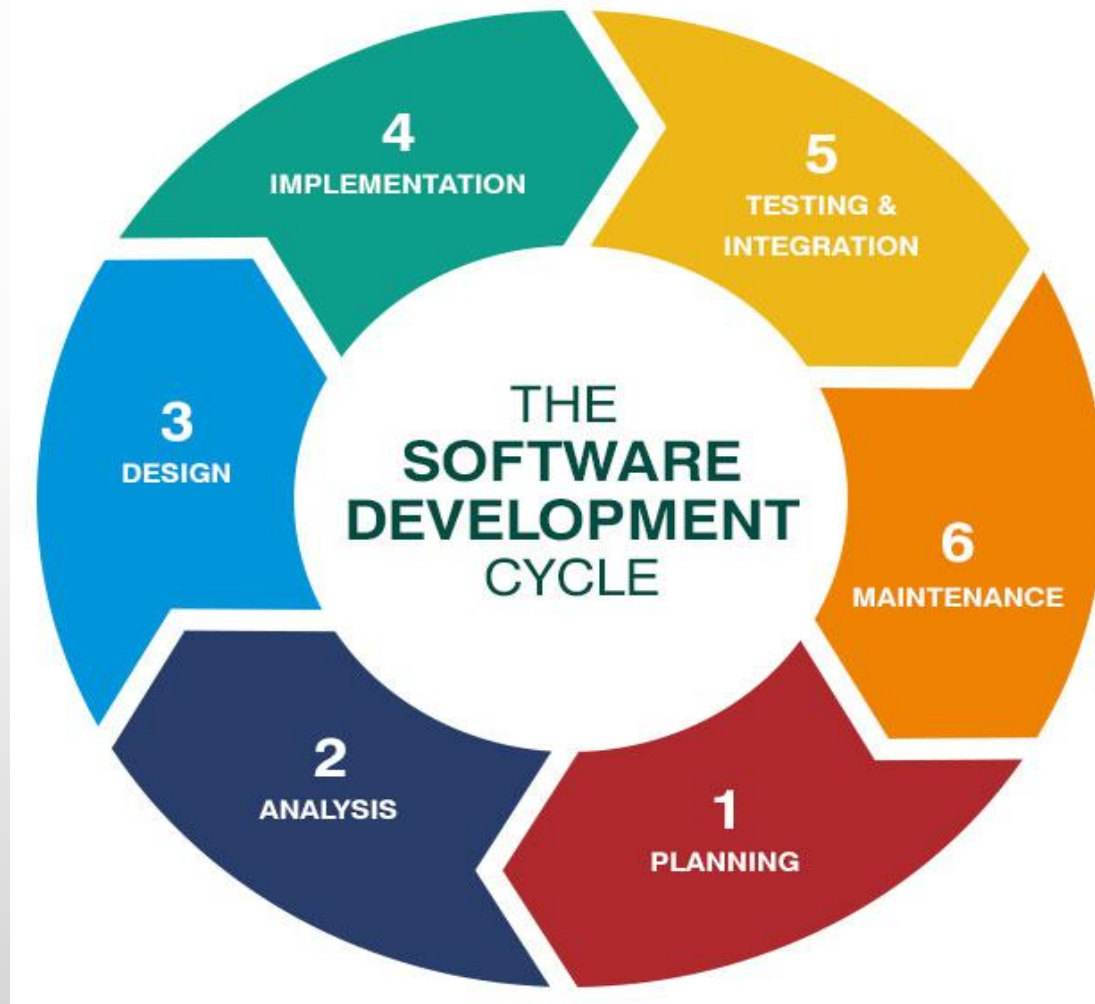 THE
SOFTWARE
DEVELOPMENT
CYCLE
1
PLANNING
2
ANALYSIS
3
DESIGN
4
IMPLEMENTATION
5
TESTING &
INTEGRATION
6
MAINTENANCE